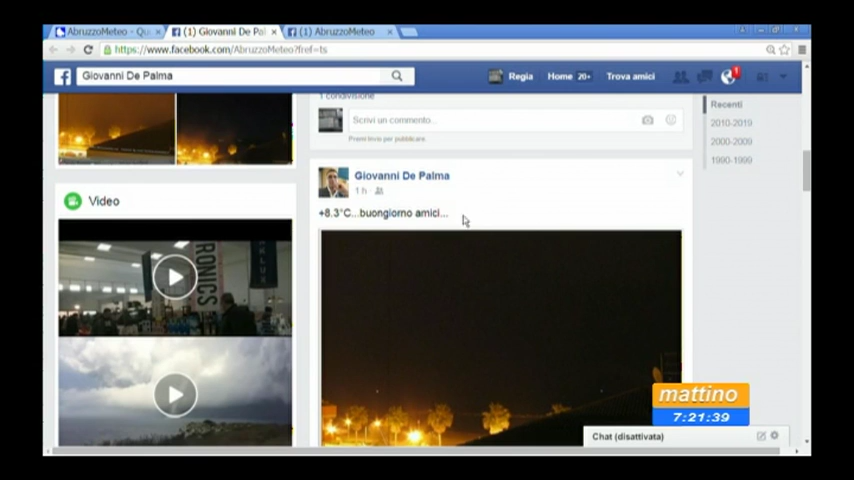 AbruzzoMeteo - Qu
(1) Giovanni De Pal
(1) AbruzzoMeteo
https://www.facebook.com/AbruzzoMeteo?fref=ts
Giovanni De Palma
Regia
Home 20+
Trova amici
1
1 condivisione
Scrivi un commento...
Premi Invio per pubblicare.
Recenti
2010-2019
2000-2009
1990-1999
Video
Giovanni De Palma
1 h
+8.3°C...buongiorno amici...
RONICS
mattino
7:21:39
Chat (disattivata)